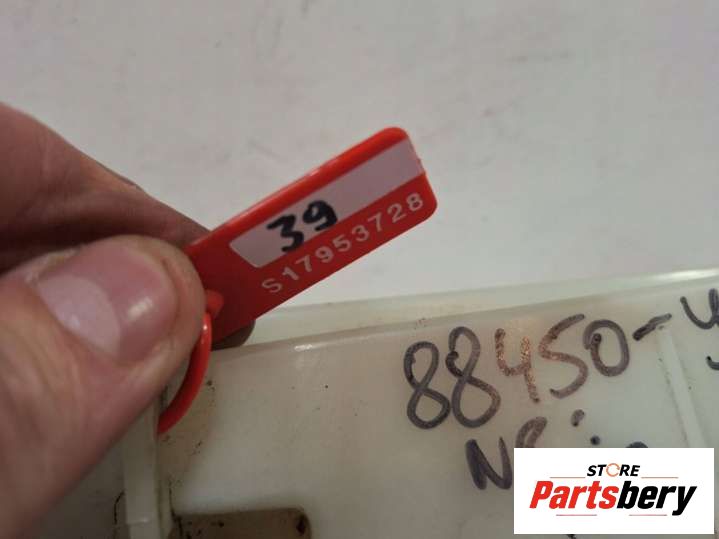 39
S17953728
88450-
STORE
Partsbery